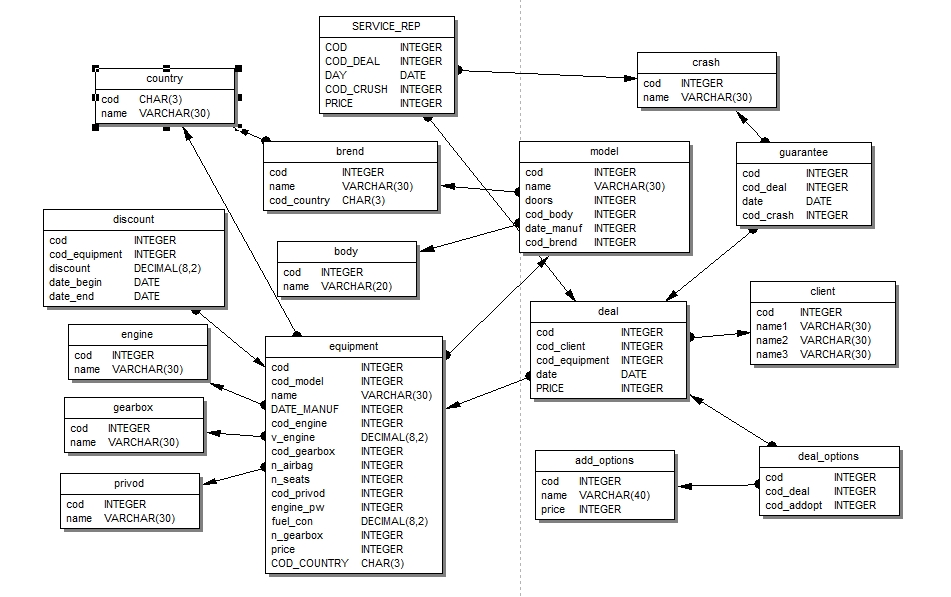 SERVICE_REP
COD INTEGER
COD_DEAL INTEGER
DAY DATE
COD_CRUSH INTEGER
PRICE INTEGER
crash
cod INTEGER
name VARCHAR(30)
country
cod CHAR(3)
name VARCHAR(30)
brend
cod INTEGER
name VARCHAR(30)
cod_country CHAR(3)
model
cod INTEGER
name VARCHAR(30)
doors INTEGER
cod_body INTEGER
date_manuf INTEGER
cod_brend INTEGER
guarantee
cod INTEGER
cod_deal INTEGER
date DATE
cod_crash INTEGER
discount
cod INTEGER
cod_equipment INTEGER
discount DECIMAL(8,2)
date_begin DATE
date_end DATE
body
cod INTEGER
name VARCHAR(20)
client
cod INTEGER
name1 VARCHAR(30)
name2 VARCHAR(30)
name3 VARCHAR(30)
deal
cod INTEGER
cod_client INTEGER
cod_equipment INTEGER
date DATE
PRICE INTEGER
engine
cod INTEGER
name VARCHAR(30)
equipment
cod INTEGER
cod_model INTEGER
name VARCHAR(30)
DATE_MANUF INTEGER
cod_engine INTEGER
v_engine DECIMAL(8,2)
cod_gearbox INTEGER
n_airbag INTEGER
n_seats INTEGER
cod_privod INTEGER
engine_pw INTEGER
fuel_con DECIMAL(8,2)
n_gearbox INTEGER
price INTEGER
COD_COUNTRY CHAR(3)
gearbox
cod INTEGER
name VARCHAR(30)
privod
cod INTEGER
name VARCHAR(30)
add_options
cod INTEGER
name VARCHAR(40)
price INTEGER
deal_options
cod INTEGER
cod_deal INTEGER
cod_addopt INTEGER